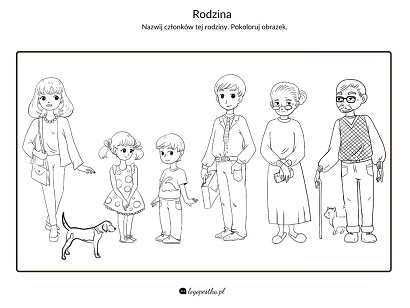 Rodzina
Nazwij członków tej rodziny. Pokoloruj obrazek.
logopestka.pl